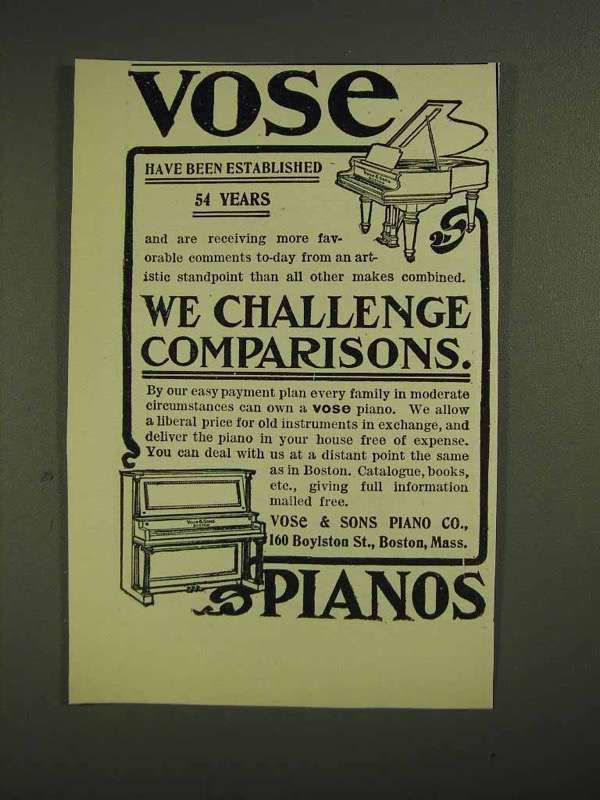 VOSE
HAVE BEEN ESTABLISHED
54 YEARS
and are receiving more fav-
orable comments to-day from an art-
istic standpoint than all other makes combined.
WE CHALLENGE
COMPARISONS.
By our easy payment plan every family in moderate
circumstances can own a vose piano. We allow
a liberal price for old instruments in exchange, and
deliver the piano in your house free of expense.
You can deal with us at a distant point the same
as in Boston. Catalogue, books,
etc., giving full information
mailed free.
VOSE & SONS PIANO CO.,
160 Boylston St., Boston, Mass.
PIANOS